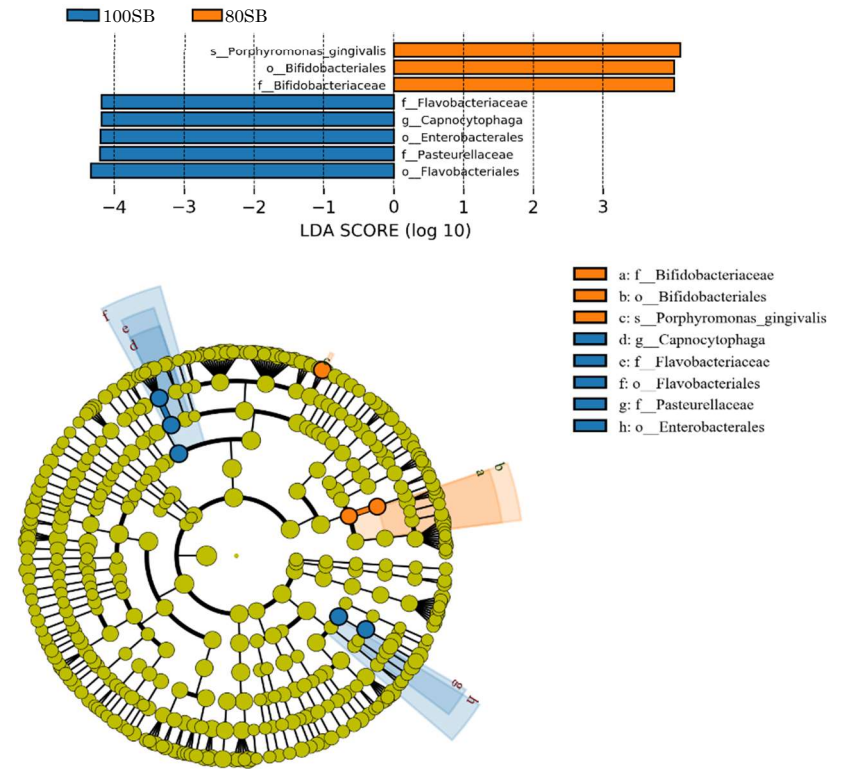 100SB 80SB
s__Porphyromonas_gingivalis
o__Bifidobacteriales
f__Bifidobacteriaceae
f__Flavobacteriaceae
g__Capnocytophaga
o__Enterobacterales
f__Pasteurellaceae
o__Flavobacteriales
−4 −3 −2 −1 0 1 2 3
LDA SCORE (log 10)
a: f__Bifidobacteriaceae
b: o__Bifidobacteriales
c: s__Porphyromonas_gingivalis
d: g__Capnocytophaga
e: f__Flavobacteriaceae
f: o__Flavobacteriales
g: f__Pasteurellaceae
h: o__Enterobacterales
f
e
d
c
a b
g h